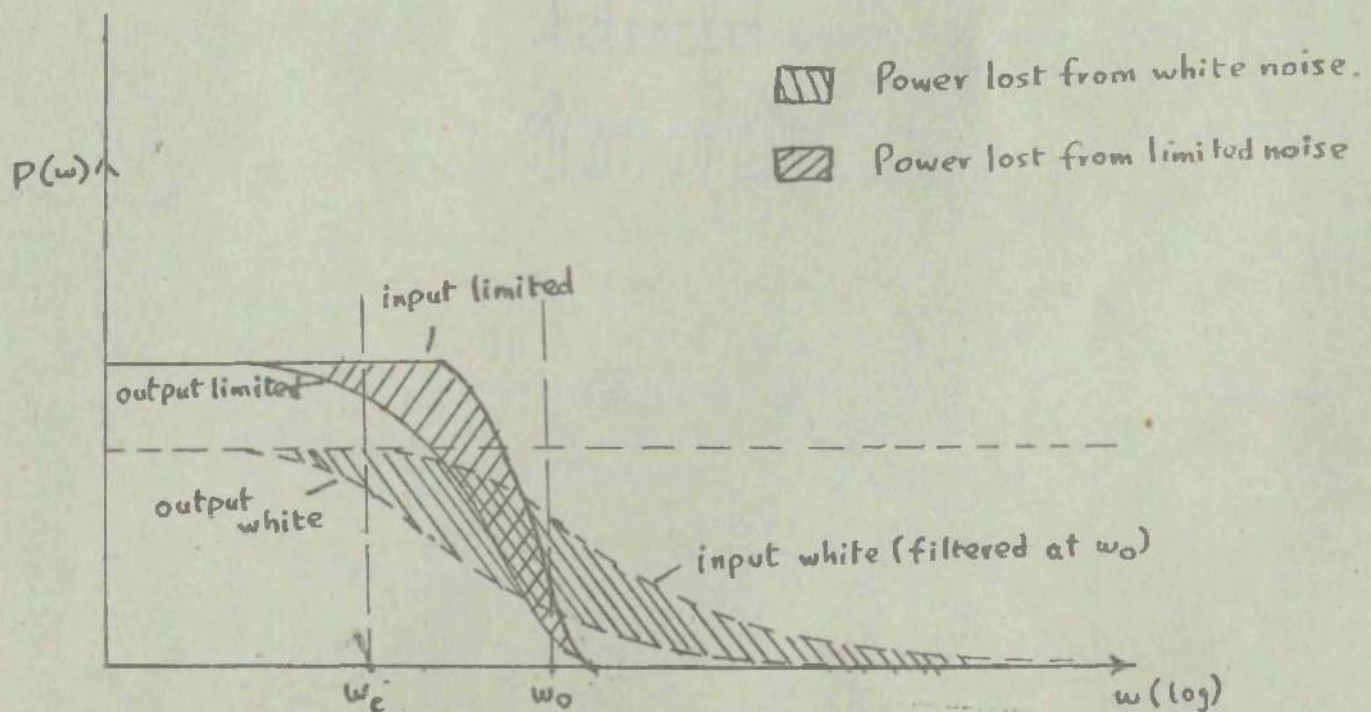 Power lost from white noise.
Power lost from limited noise
P(ω)
input limited
output limited
output
white
input white (filtered at ω₀)
ω꜀
ω₀
ω (log)